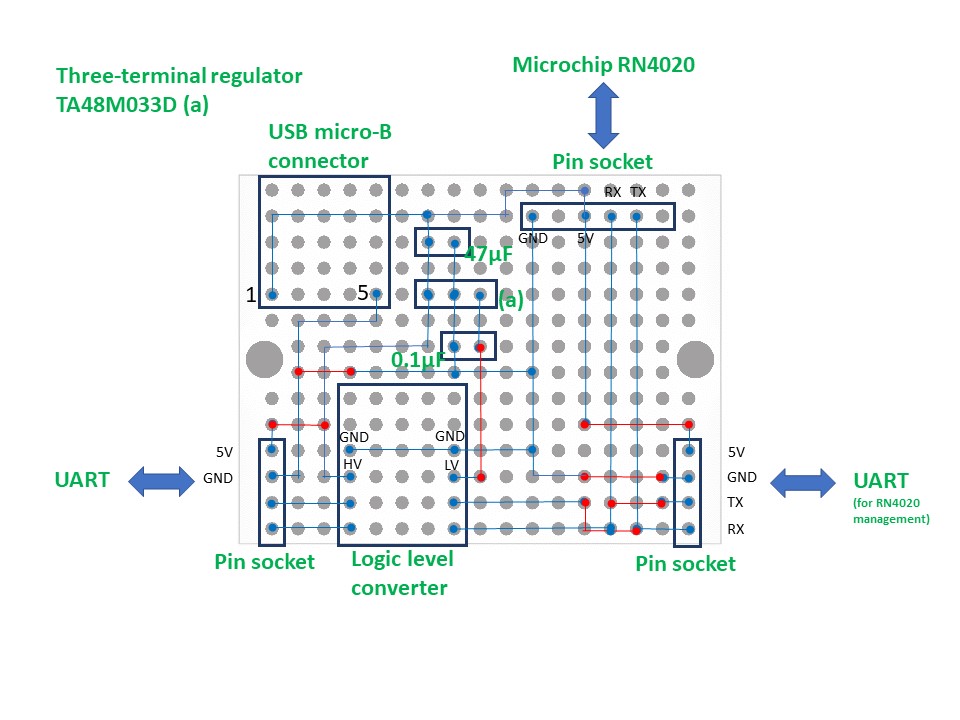 Microchip RN4020
Three-terminal regulator
TA48M033D (a)
USB micro-B
connector
Pin socket
RX TX
GND 5V
47μF
1 5 (a)
0.1μF
GND GND
HV LV
5V
GND
UART
5V
GND
TX
RX
UART
(for RN4020
management)
Pin socket
Logic level
converter
Pin socket